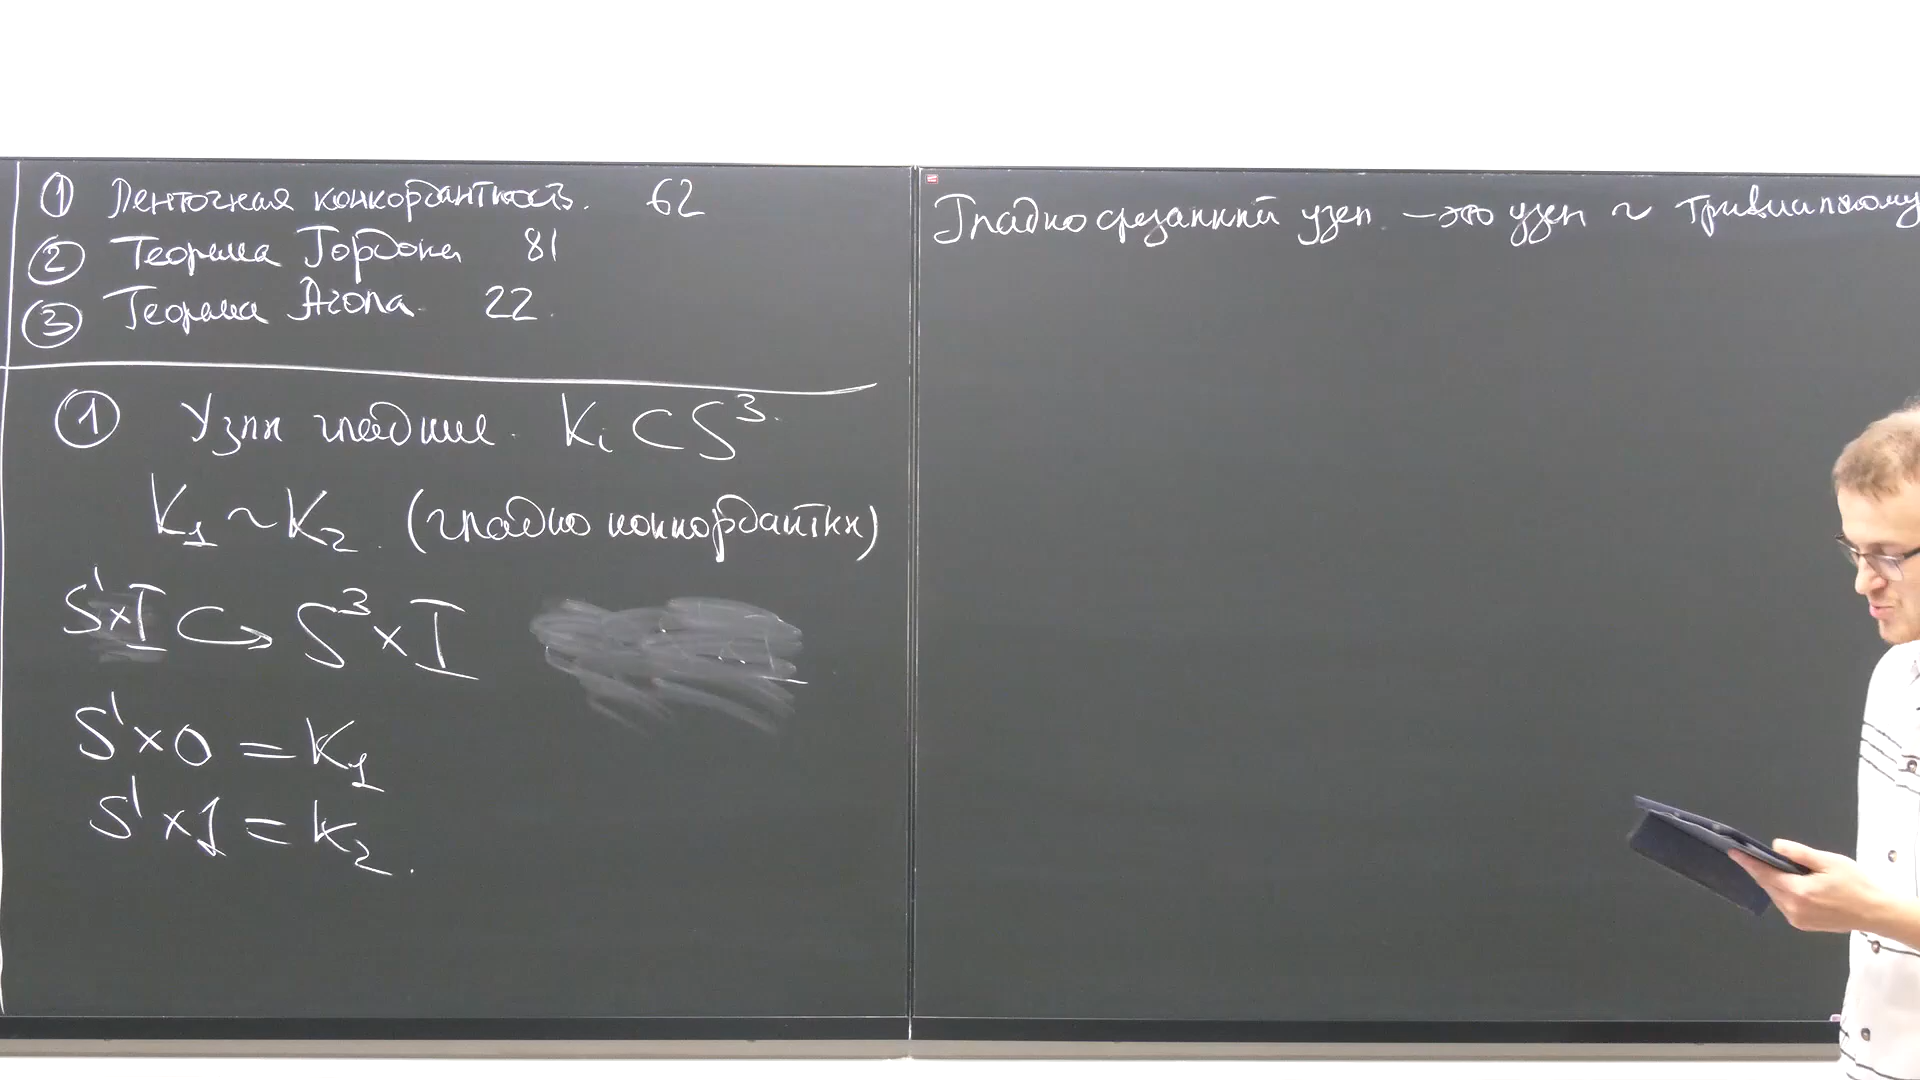 ① Ленточная конкордантность. 62
② Теорема Гордона 81
③ Теорема Агола. 22.
① Узлы гладкие. Kᵢ ⊂ S³.
K₁ ~ K₂. (гладко конкордантны)
S¹×I ↪ S³×I
S¹×0 = K₁
S¹×1 = K₂.
Гладко срезанный узел. — это узел ~ тривиальному